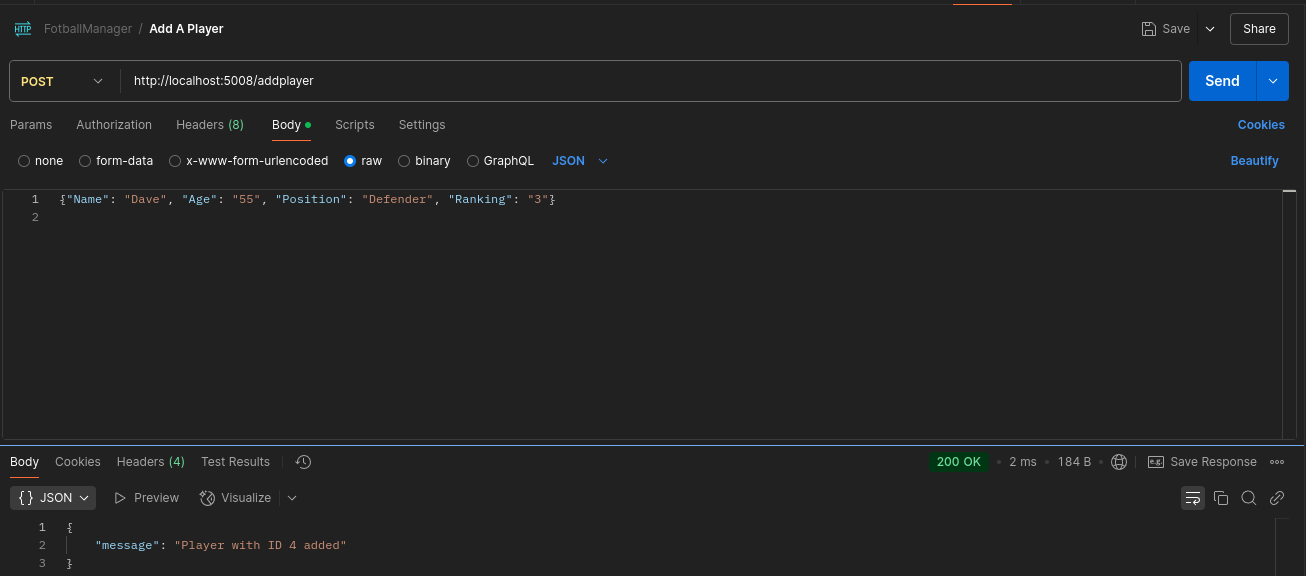 HTTP FotballManager / Add A Player Save Share
POST http://localhost:5008/addplayer Send
Params Authorization Headers (8) Body Scripts Settings Cookies
none form-data x-www-form-urlencoded raw binary GraphQL JSON Beautify
1 {"Name": "Dave", "Age": "55", "Position": "Defender", "Ranking": "3"}
2
Body Cookies Headers (4) Test Results 200 OK • 2 ms • 184 B • e.g. Save Response
{} JSON Preview Visualize
1 {
2 "message": "Player with ID 4 added"
3 }